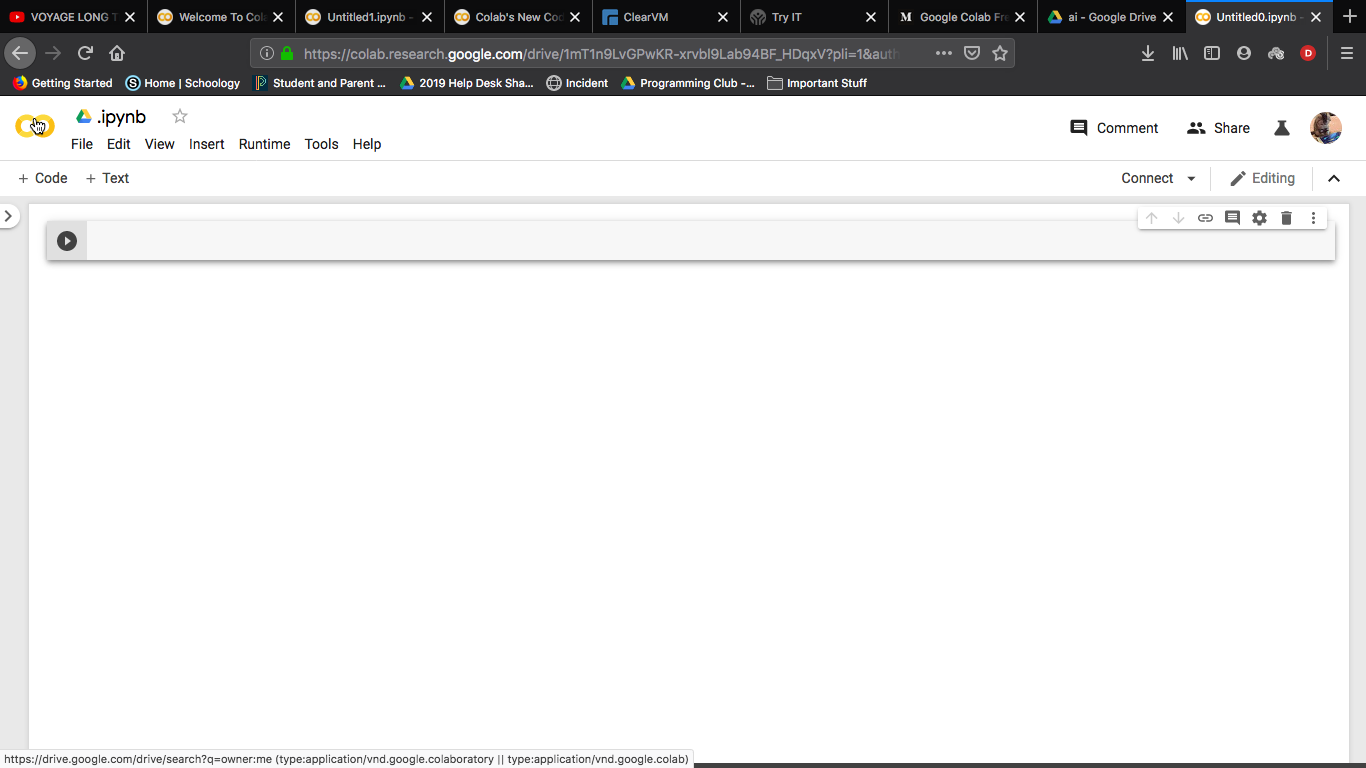 VOYAGE LONG T
Welcome To Col
Untitled1.ipynb -
Colab's New Coc
ClearVM
Try IT
M Google Colab Fre
ai - Google Drive
Untitled0.ipynb -
https://colab.research.google.com/drive/1mT1n9LvGPwKR-xrvbI9Lab94BF_HDqxV?pli=1&auth
D
Getting Started
S Home | Schoology
Student and Parent ...
2019 Help Desk Sha...
Incident
Programming Club -...
Important Stuff
.ipynb
Comment
Share
File Edit View Insert Runtime Tools Help
+ Code + Text
Connect
Editing
https://drive.google.com/drive/search?q=owner:me (type:application/vnd.google.colaboratory || type:application/vnd.google.colab)